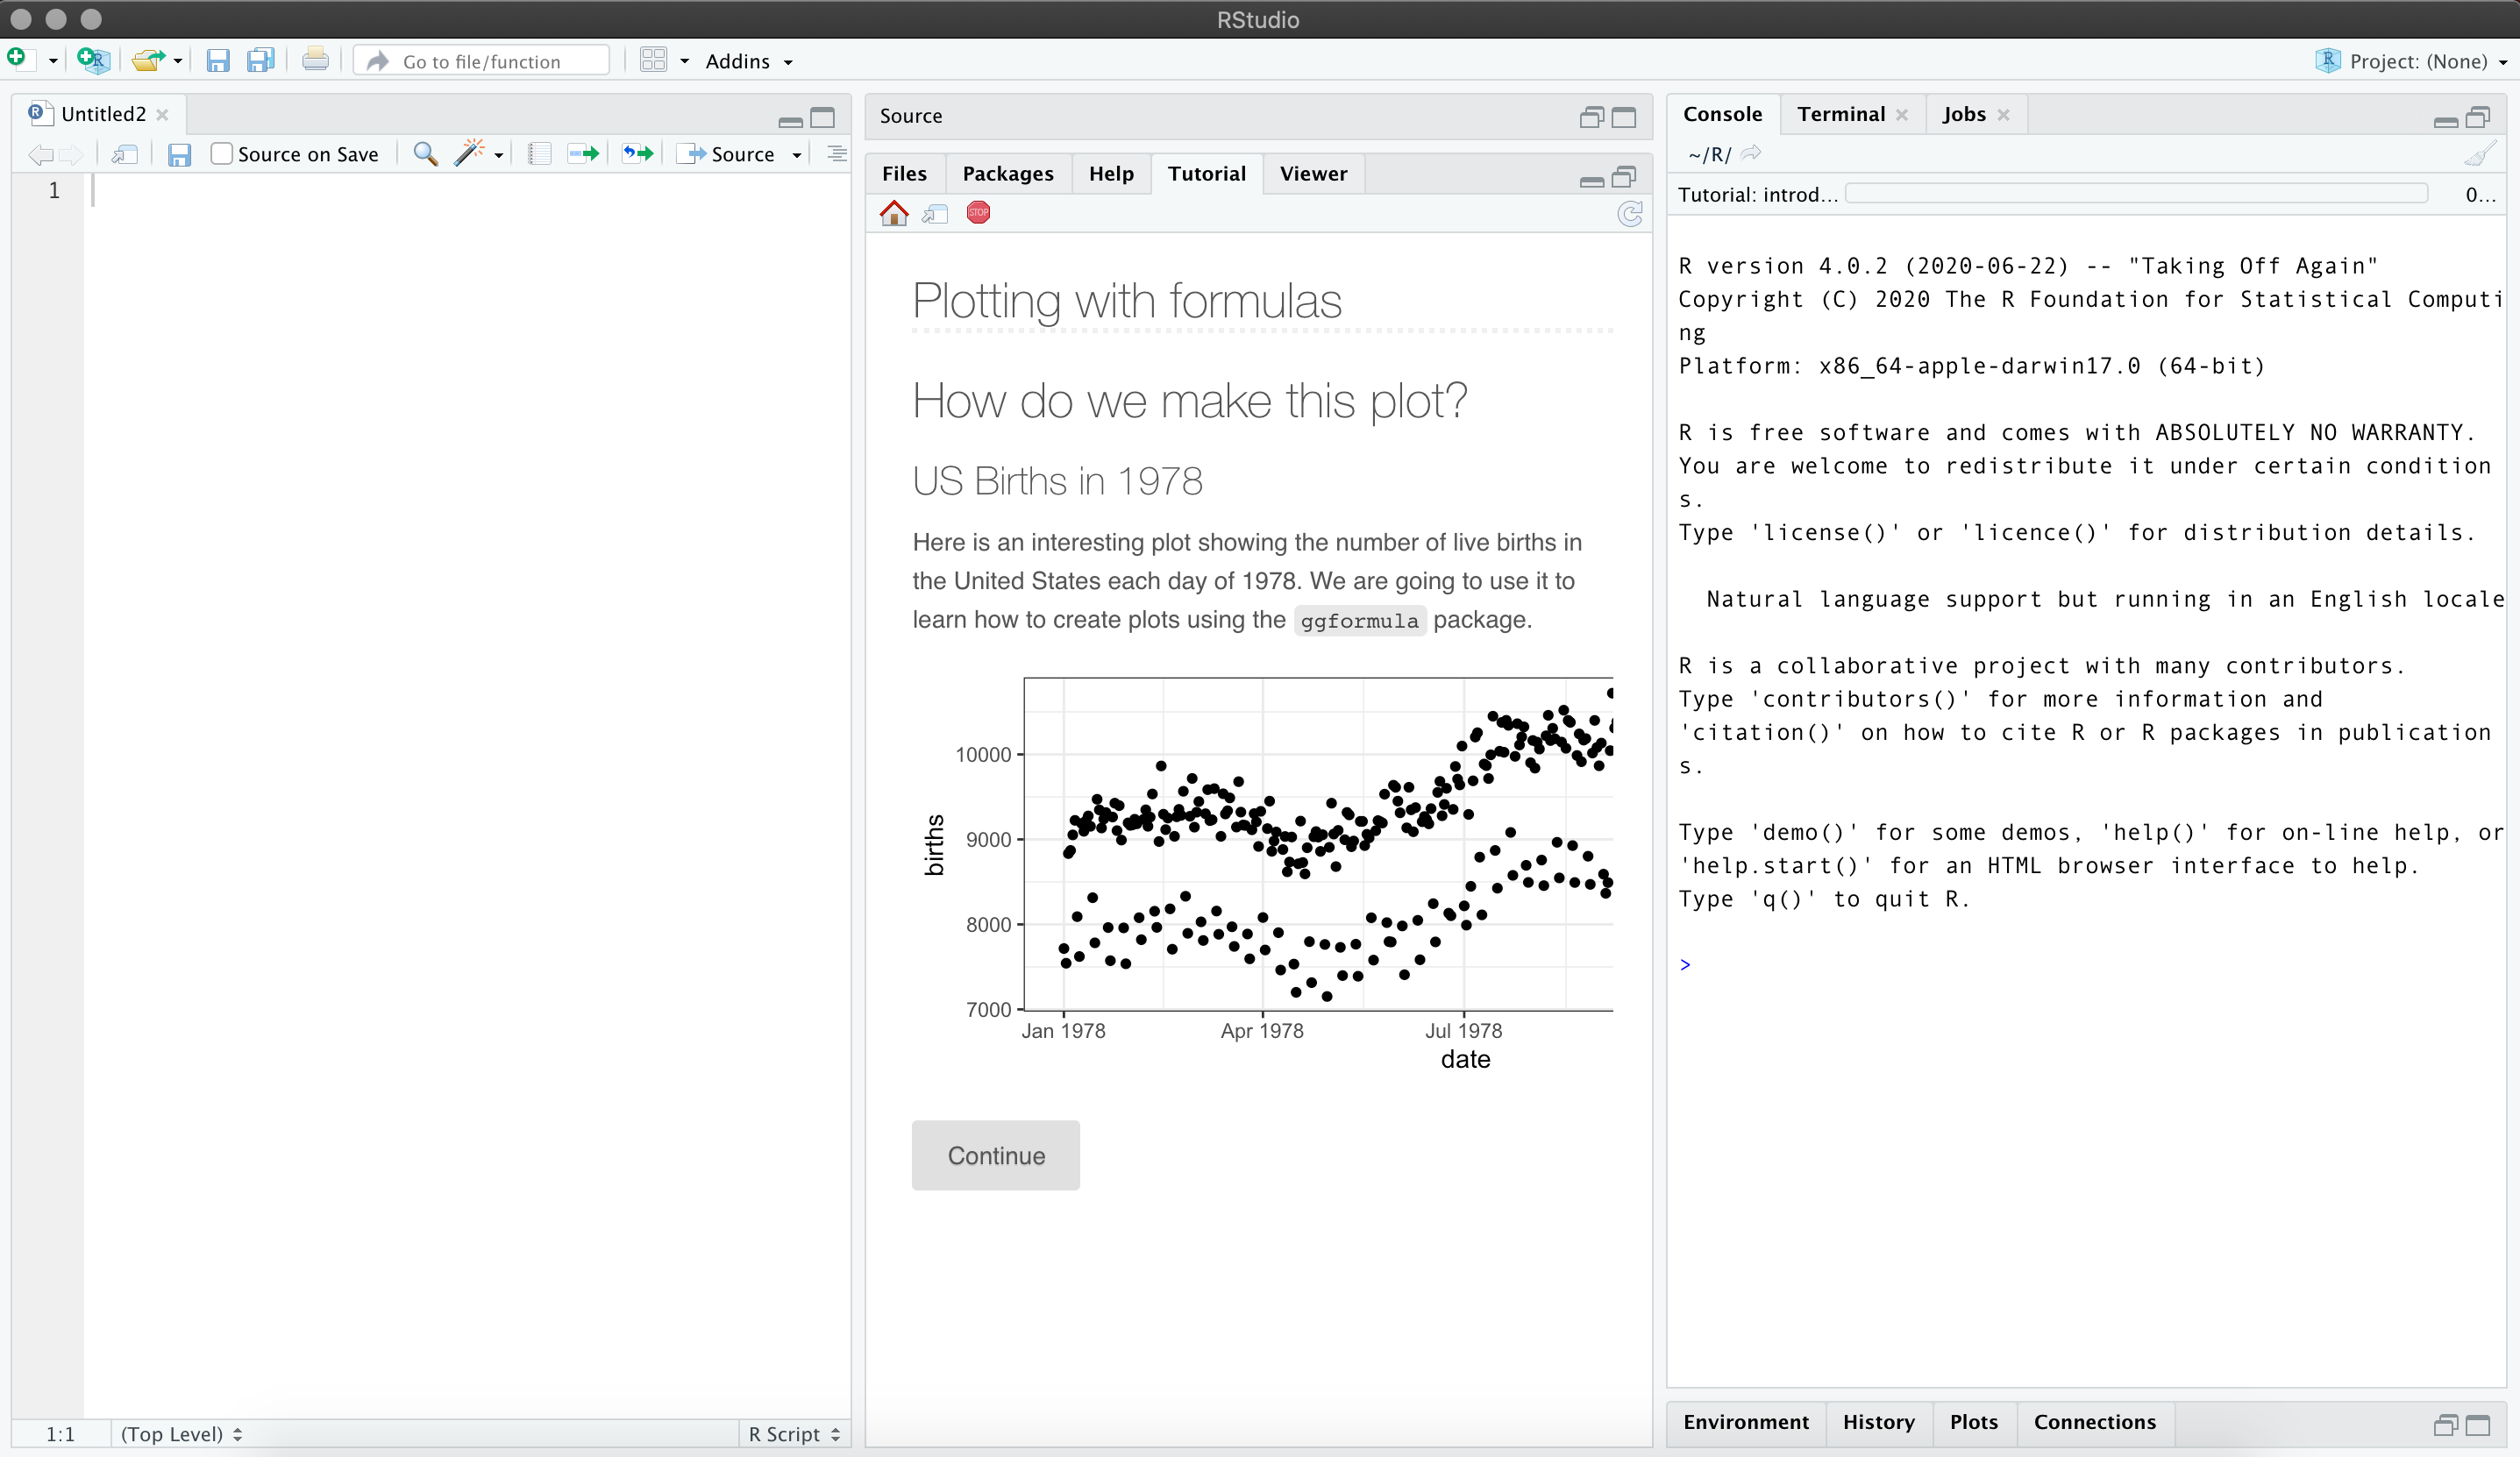 RStudio
Go to file/function
Addins
Project: (None)
Untitled2
Source on Save
Source
1
1:1
(Top Level)
R Script
Source
Files
Packages
Help
Tutorial
Viewer
STOP
Plotting with formulas
How do we make this plot?
US Births in 1978
Here is an interesting plot showing the number of live births in
the United States each day of 1978. We are going to use it to
learn how to create plots using the ggformula package.
10000
9000
8000
7000
births
Jan 1978
Apr 1978
Jul 1978
date
Continue
Console
Terminal
Jobs
~/R/
Tutorial: introd...
0...
R version 4.0.2 (2020-06-22) -- "Taking Off Again"
Copyright (C) 2020 The R Foundation for Statistical Computi
ng
Platform: x86_64-apple-darwin17.0 (64-bit)
R is free software and comes with ABSOLUTELY NO WARRANTY.
You are welcome to redistribute it under certain condition
s.
Type 'license()' or 'licence()' for distribution details.
Natural language support but running in an English locale
R is a collaborative project with many contributors.
Type 'contributors()' for more information and
'citation()' on how to cite R or R packages in publication
s.
Type 'demo()' for some demos, 'help()' for on-line help, or
'help.start()' for an HTML browser interface to help.
Type 'q()' to quit R.
>
Environment
History
Plots
Connections